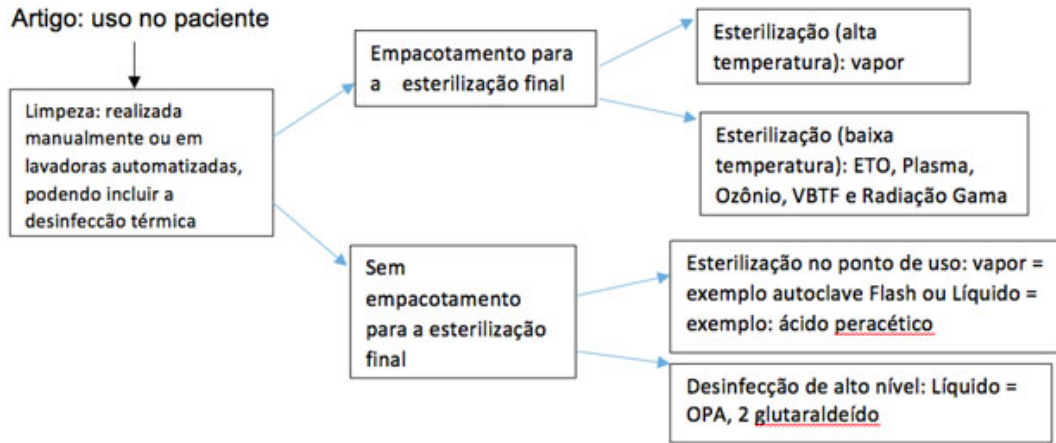 Artigo: uso no paciente
Limpeza: realizada
manualmente ou em
lavadoras automatizadas,
podendo incluir a
desinfecção térmica
Empacotamento para
a esterilização final
Esterilização (alta
temperatura): vapor
Esterilização (baixa
temperatura): ETO, Plasma,
Ozônio, VBTF e Radiação Gama
Sem
empacotamento
para a esterilização
final
Esterilização no ponto de uso: vapor =
exemplo autoclave Flash ou Líquido =
exemplo: ácido peracético
Desinfecção de alto nível: Líquido =
OPA, 2 glutaraldeído